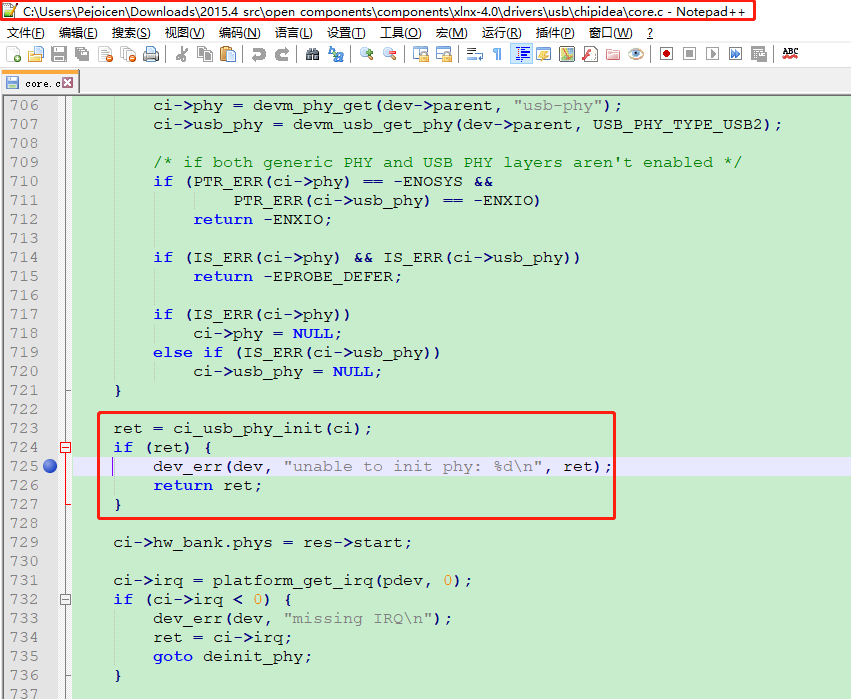 C:\Users\Pejoicen\Downloads\2015.4 src\open components\components\xlnx-4.0\drivers\usb\chipidea\core.c - Notepad++
文件(F) 编辑(E) 搜索(S) 视图(V) 编码(N) 语言(L) 设置(T) 工具(O) 宏(M) 运行(R) 插件(P) 窗口(W) ?
ABC
core.c
706 ci->phy = devm_phy_get(dev->parent, "usb-phy");
707 ci->usb_phy = devm_usb_get_phy(dev->parent, USB_PHY_TYPE_USB2);
708
709 /* if both generic PHY and USB PHY layers aren't enabled */
710 if (PTR_ERR(ci->phy) == -ENOSYS &&
711 PTR_ERR(ci->usb_phy) == -ENXIO)
712 return -ENXIO;
713
714 if (IS_ERR(ci->phy) && IS_ERR(ci->usb_phy))
715 return -EPROBE_DEFER;
716
717 if (IS_ERR(ci->phy))
718 ci->phy = NULL;
719 else if (IS_ERR(ci->usb_phy))
720 ci->usb_phy = NULL;
721 }
722
723 ret = ci_usb_phy_init(ci);
724 if (ret) {
725 dev_err(dev, "unable to init phy: %d\n", ret);
726 return ret;
727 }
728
729 ci->hw_bank.phys = res->start;
730
731 ci->irq = platform_get_irq(pdev, 0);
732 if (ci->irq < 0) {
733 dev_err(dev, "missing IRQ\n");
734 ret = ci->irq;
735 goto deinit_phy;
736 }
737